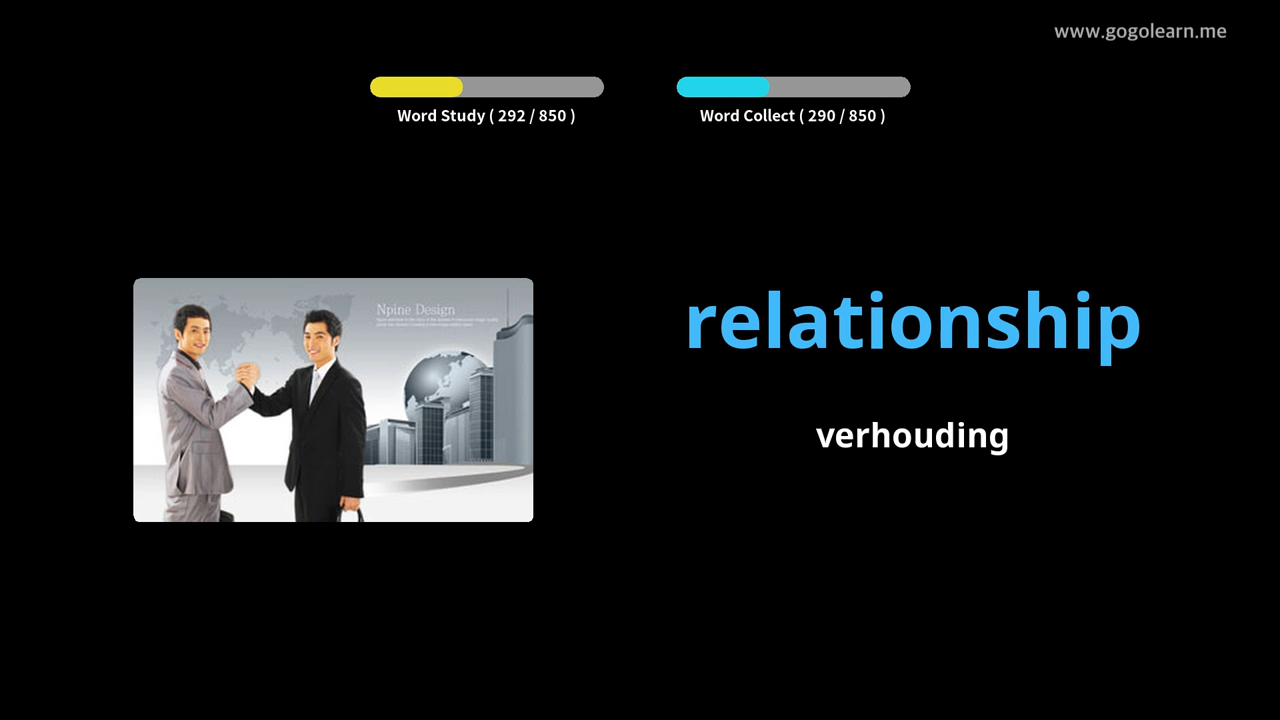 www.gogolearn.me
Word Study ( 292 / 850 )
Word Collect ( 290 / 850 )
Npine Design
relationship
verhouding